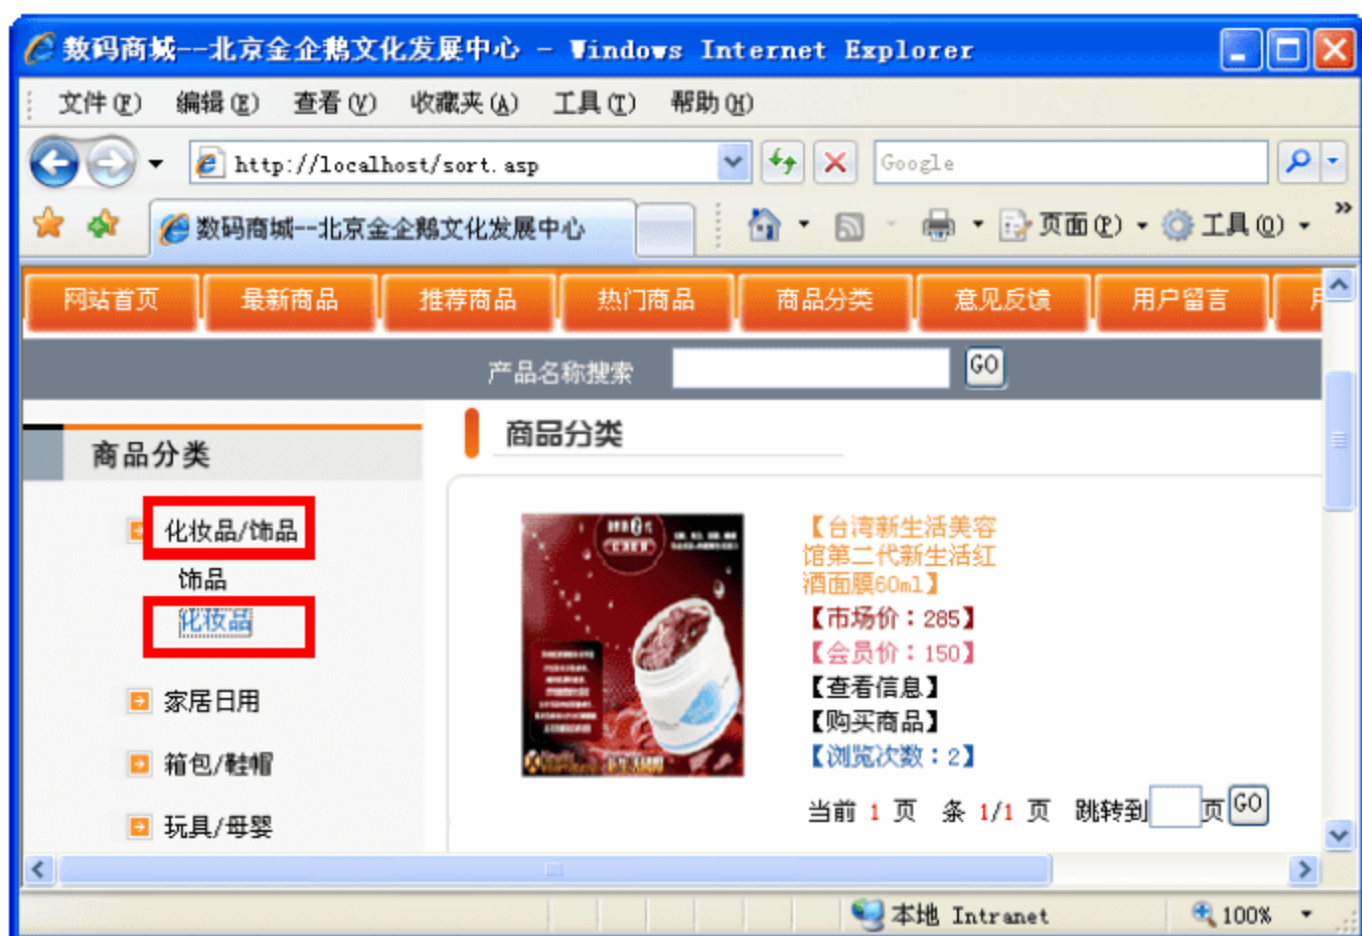 数码商城--北京金企鹅文化发展中心 - Windows Internet Explorer
文件(F) 编辑(E) 查看(V) 收藏夹(A) 工具(T) 帮助(H)
http://localhost/sort.asp
Google
数码商城--北京金企鹅文化发展中心
页面(P) 工具(O) »
网站首页 最新商品 推荐商品 热门商品 商品分类 意见反馈 用户留言
产品名称搜索 GO
商品分类
商品分类
化妆品/饰品
饰品
化妆品
家居日用
箱包/鞋帽
玩具/母婴
【台湾新生活美容
馆第二代新生活红
酒面膜60ml】
【市场价：285】
【会员价：150】
【查看信息】
【购买商品】
【浏览次数：2】
当前 1 页 条 1/1 页 跳转到 页 GO
本地 Intranet
100%